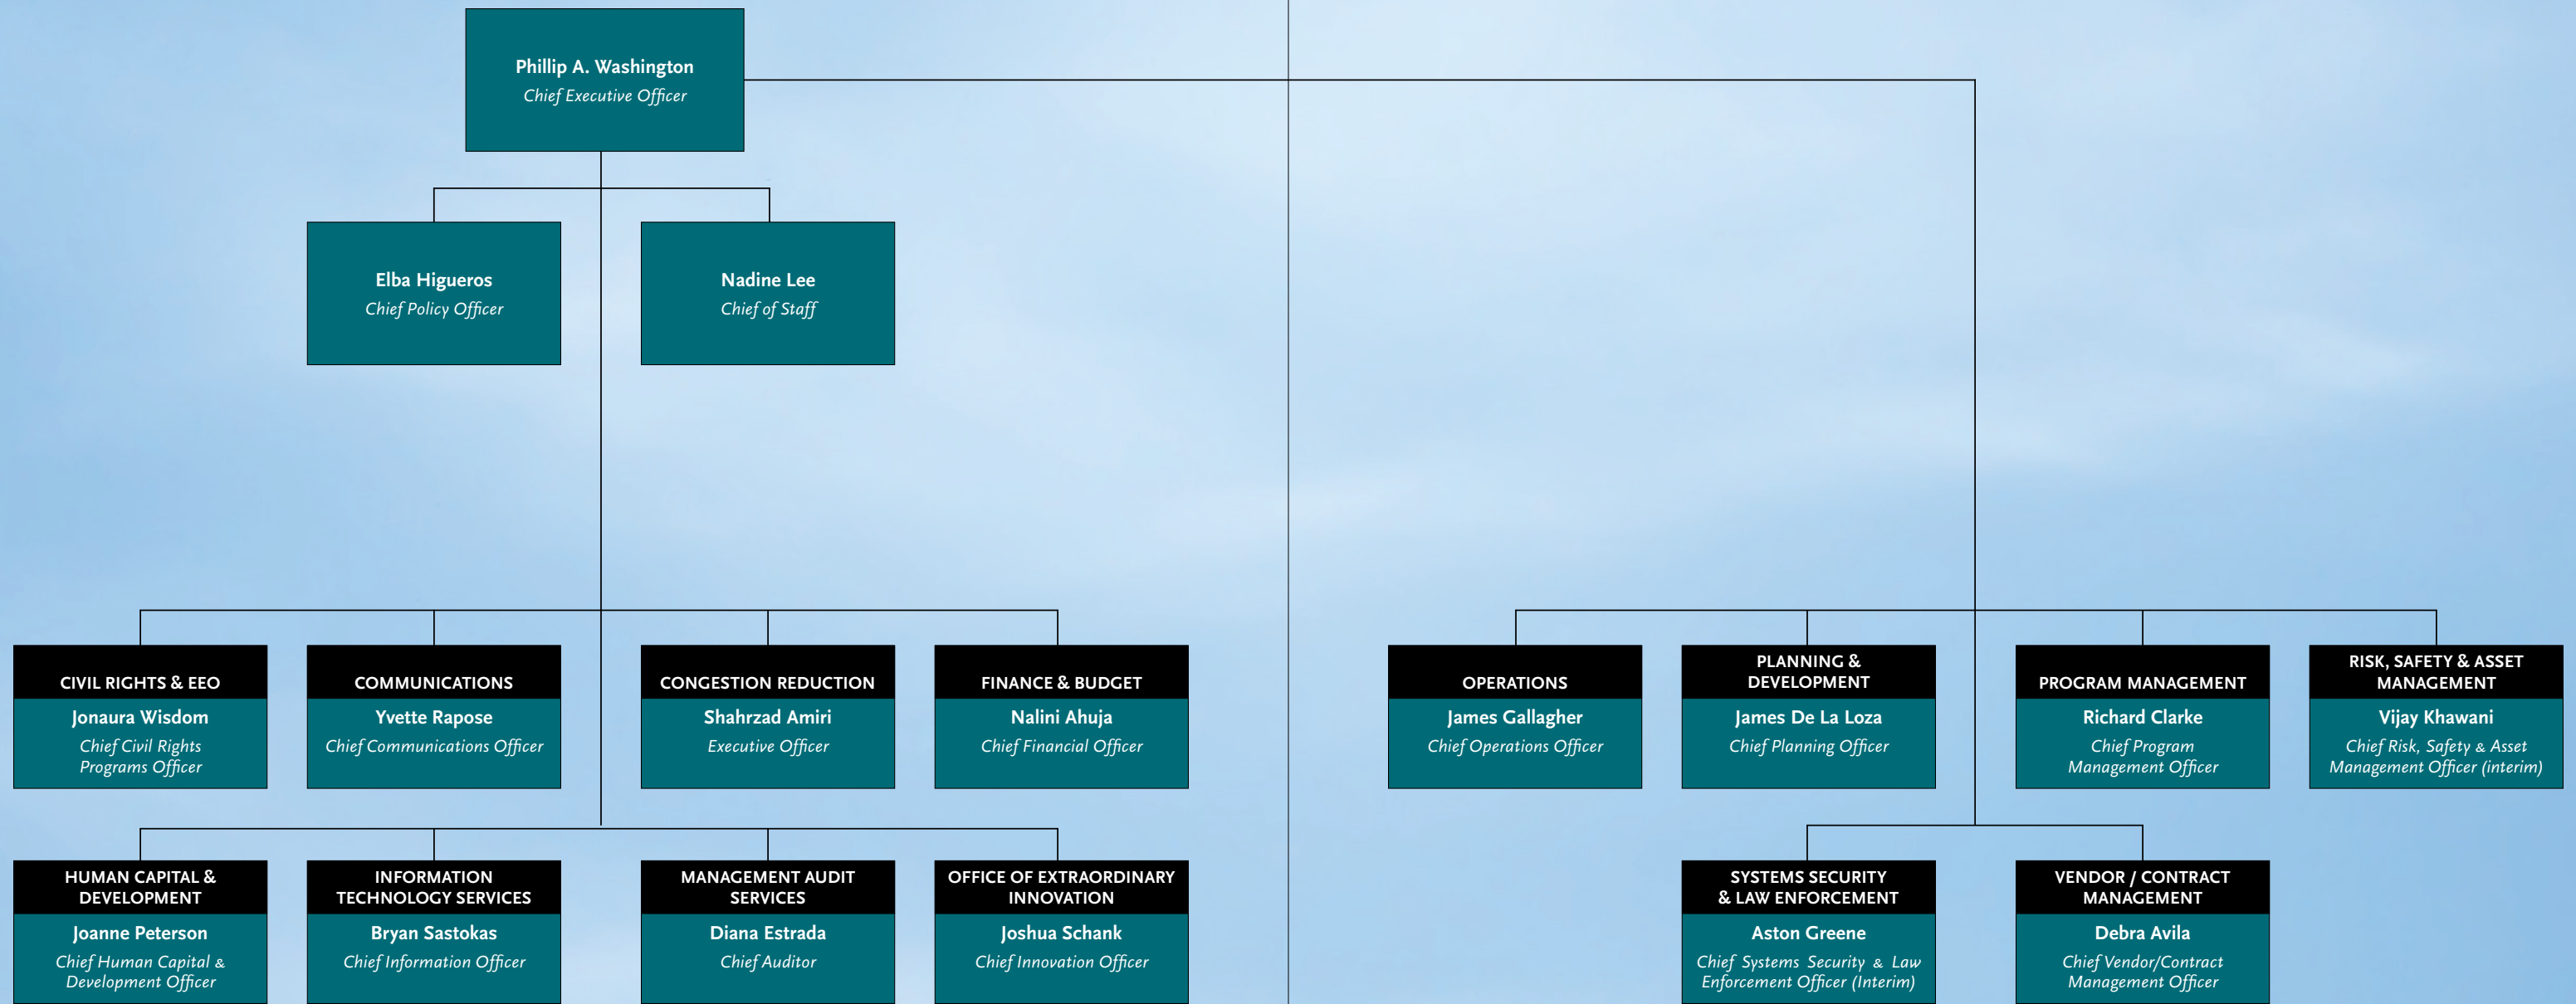 Phillip A. Washington
Chief Executive Officer
Elba Higueros
Chief Policy Officer
Nadine Lee
Chief of Staff
CIVIL RIGHTS & EEO
Jonaura Wisdom
Chief Civil Rights
Programs Officer
COMMUNICATIONS
Yvette Rapose
Chief Communications Officer
CONGESTION REDUCTION
Shahrzad Amiri
Executive Officer
FINANCE & BUDGET
Nalini Ahuja
Chief Financial Officer
OPERATIONS
James Gallagher
Chief Operations Officer
PLANNING &
DEVELOPMENT
James De La Loza
Chief Planning Officer
PROGRAM MANAGEMENT
Richard Clarke
Chief Program
Management Officer
RISK, SAFETY & ASSET
MANAGEMENT
Vijay Khawani
Chief Risk, Safety & Asset
Management Officer (interim)
HUMAN CAPITAL &
DEVELOPMENT
Joanne Peterson
Chief Human Capital &
Development Officer
INFORMATION
TECHNOLOGY SERVICES
Bryan Sastokas
Chief Information Officer
MANAGEMENT AUDIT
SERVICES
Diana Estrada
Chief Auditor
OFFICE OF EXTRAORDINARY
INNOVATION
Joshua Schank
Chief Innovation Officer
SYSTEMS SECURITY
& LAW ENFORCEMENT
Aston Greene
Chief Systems Security & Law
Enforcement Officer (Interim)
VENDOR / CONTRACT
MANAGEMENT
Debra Avila
Chief Vendor/Contract
Management Officer